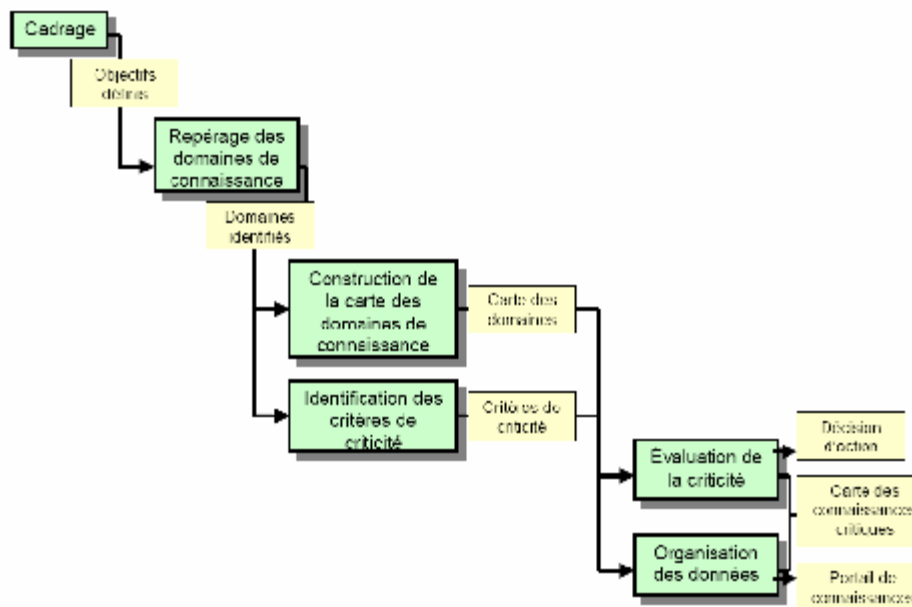 Cadrage
Objectifs
définis
Repérage des
domaines de
connaissance
Domaines
identifiés
Construction de
la carte des
domaines de
connaissance
Carte des
domaines
Identification des
critères de
criticité
Critères de
criticité
Évaluation de
la criticité
Décision
d'action
Carte des
connaissances
critiques
Organisation
des données
Portail de
connaissances